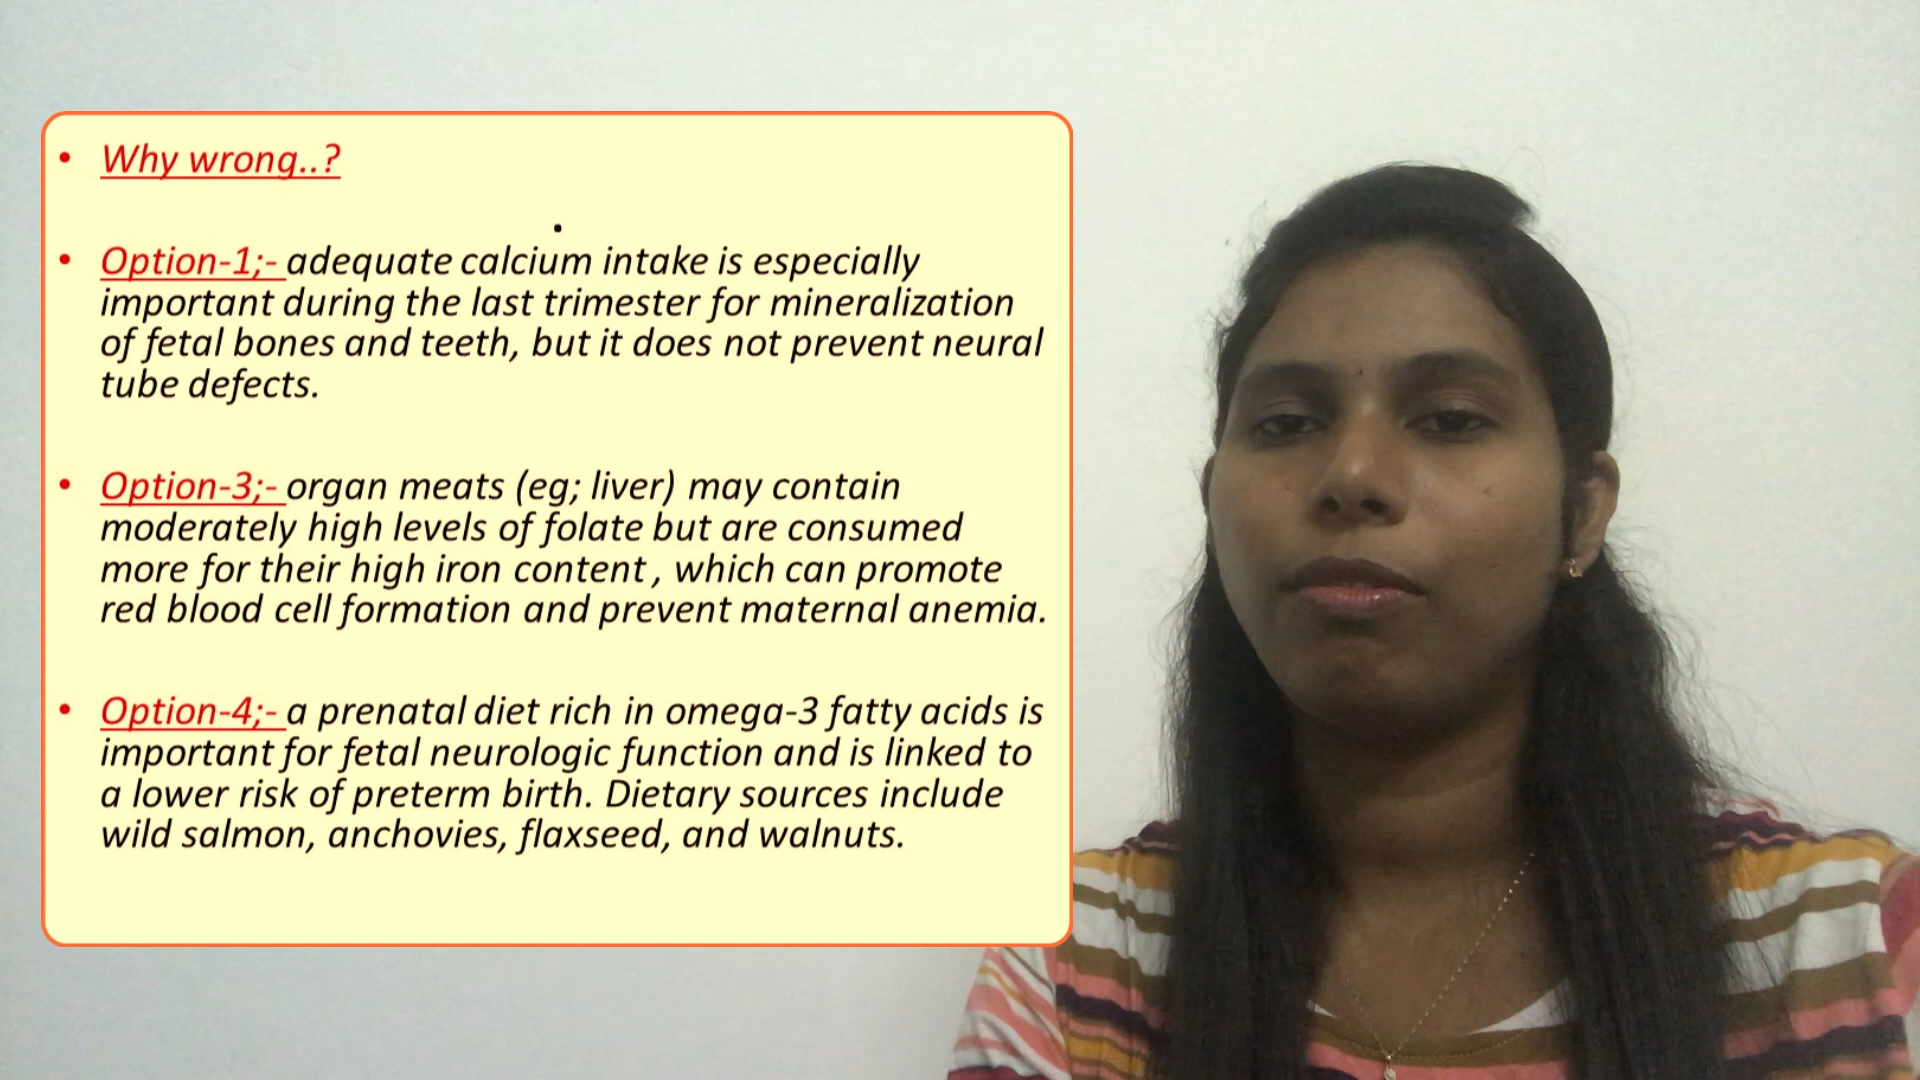 • Why wrong..?
.
• Option-1;- adequate calcium intake is especially
important during the last trimester for mineralization
of fetal bones and teeth, but it does not prevent neural
tube defects.
• Option-3;- organ meats (eg; liver) may contain
moderately high levels of folate but are consumed
more for their high iron content , which can promote
red blood cell formation and prevent maternal anemia.
• Option-4;- a prenatal diet rich in omega-3 fatty acids is
important for fetal neurologic function and is linked to
a lower risk of preterm birth. Dietary sources include
wild salmon, anchovies, flaxseed, and walnuts.